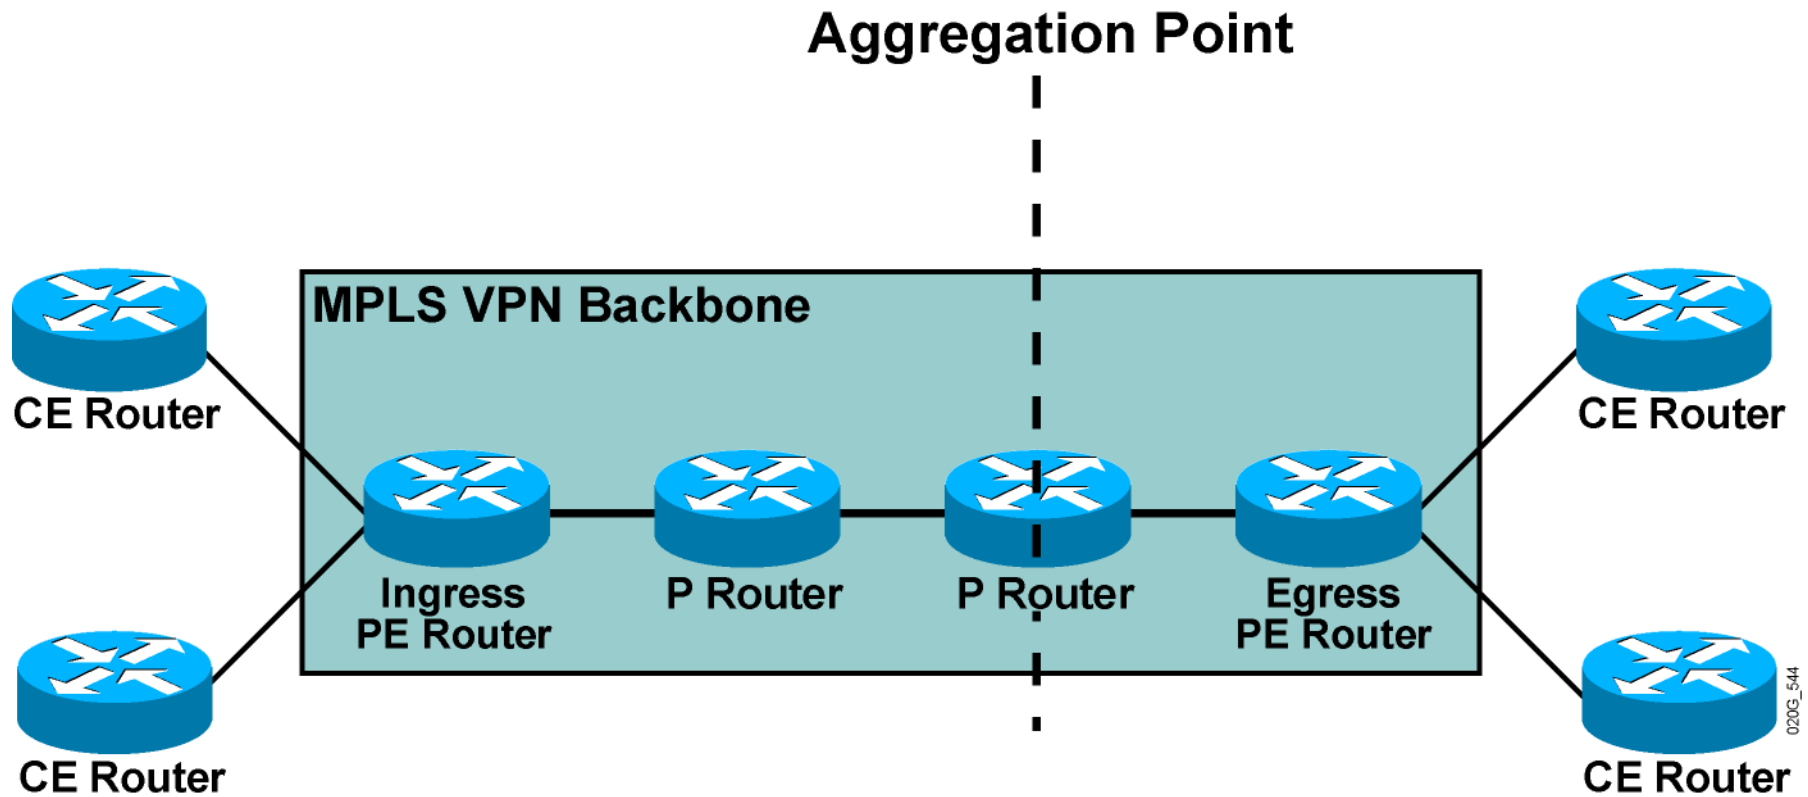 Aggregation Point
MPLS VPN Backbone
CE Router
CE Router
Ingress
PE Router
P Router
P Router
Egress
PE Router
CE Router
CE Router
020G_544